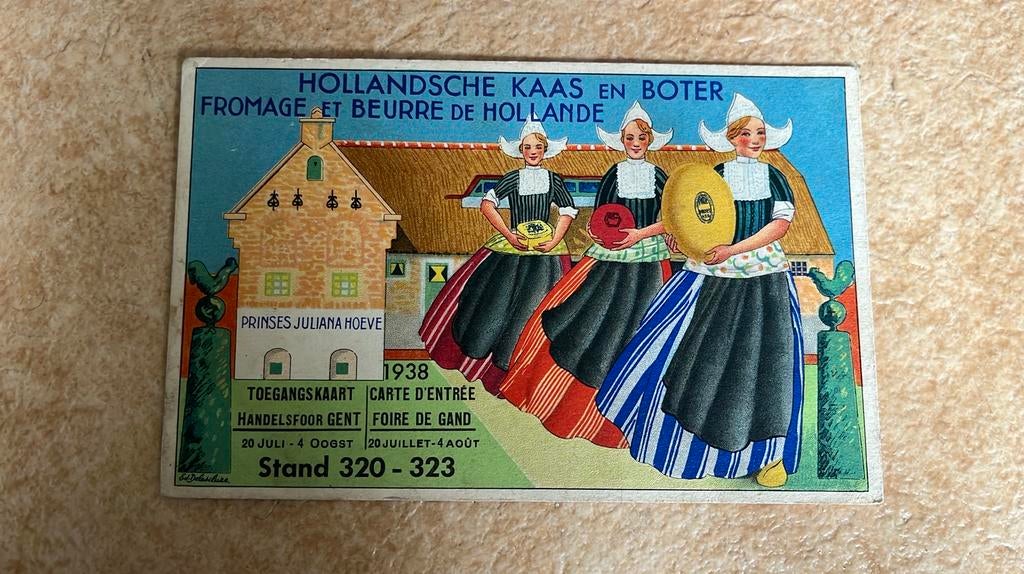 HOLLANDSCHE KAAS EN BOTER
FROMAGE ET BEURRE DE HOLLANDE
PRINSES JULIANA HOEVE
1938
TOEGANGSKAART
HANDELSFOOR GENT
20 JULI - 4 OOGST
CARTE D'ENTRÉE
FOIRE DE GAND
20 JUILLET - 4 AOÛT
Stand 320 - 323